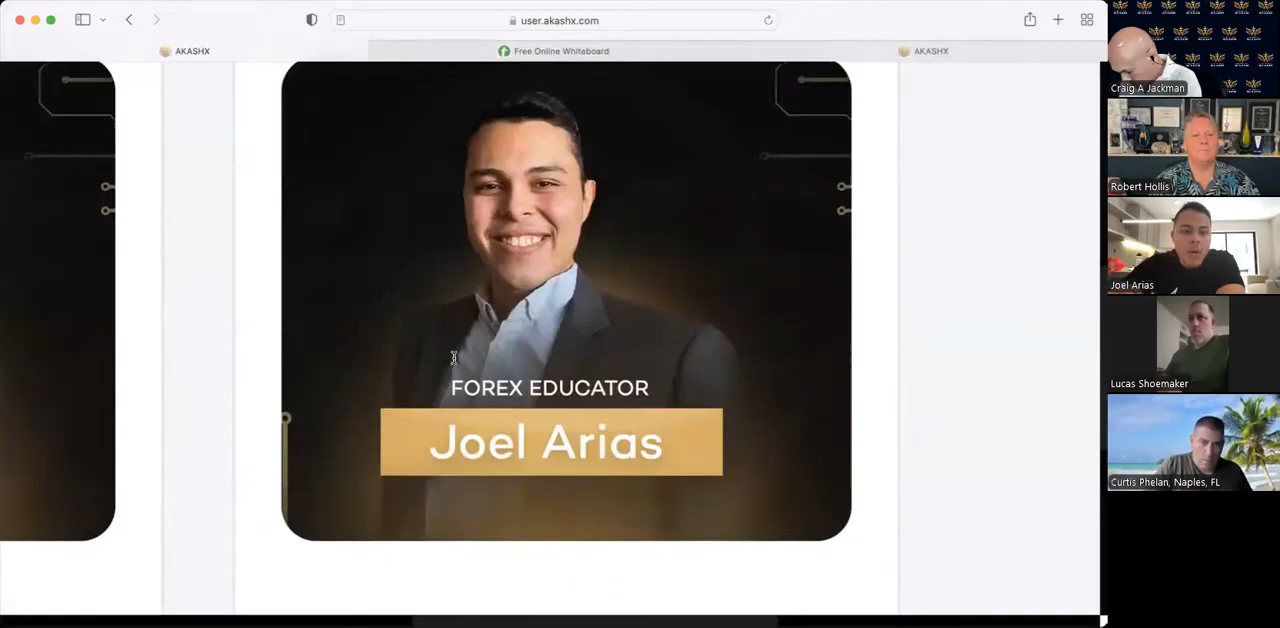 user.akashx.com
AKASHX
Free Online Whiteboard
AKASHX
FOREX EDUCATOR
Joel Arias
Craig A Jackman
Robert Hollis
Joel Arias
Lucas Shoemaker
Curtis Phelan, Naples, FL